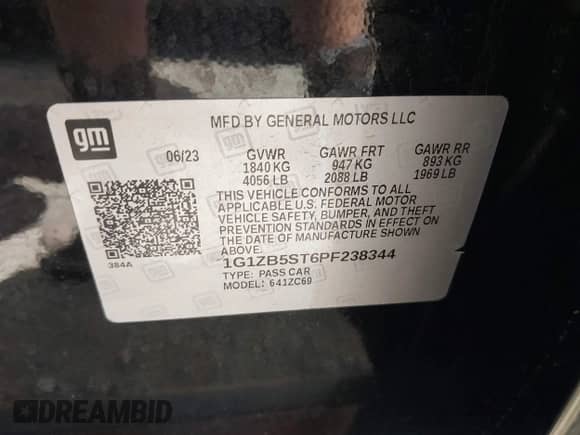 gm
MFD BY GENERAL MOTORS LLC
06/23 GVWR GAWR FRT GAWR RR
1840 KG 947 KG 893 KG
4056 LB 2088 LB 1969 LB
THIS VEHICLE CONFORMS TO ALL
APPLICABLE U.S. FEDERAL MOTOR
VEHICLE SAFETY, BUMPER, AND THEFT
PREVENTION STANDARDS IN EFFECT ON
THE DATE OF MANUFACTURE SHOWN
ABOVE.
384A
1G1ZB5ST6PF238344
TYPE: PASS CAR
MODEL: 641ZC69
DREAMBID